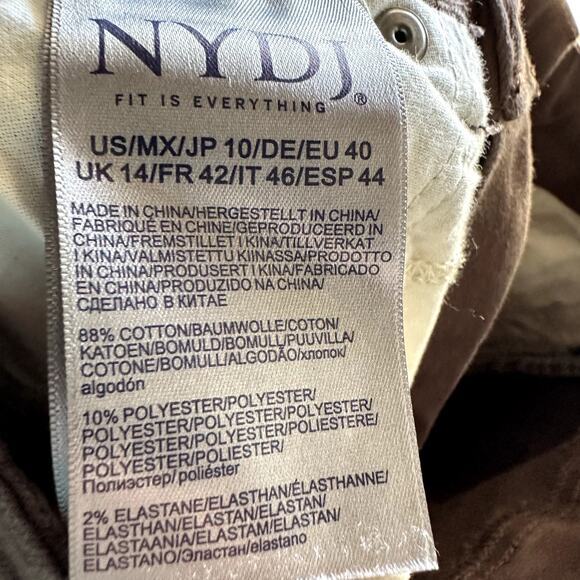 NYDJ®
FIT IS EVERYTHING
US/MX/JP 10/DE/EU 40
UK 14/FR 42/IT 46/ESP 44
MADE IN CHINA/HERGESTELLT IN CHINA/
FABRIQUÉ EN CHINE/GEPRODUCEERD IN
CHINA/FREMSTILLET I KINA/TILLVERKAT
I KINA/VALMISTETTU KIINASSA/PRODOTTO
IN CHINA/PRODUSERT I KINA/FABRICADO
EN CHINA/PRODUZIDO NA CHINA/
СДЕЛАНО В КИТАЕ
88% COTTON/BAUMWOLLE/COTON/
KATOEN/BOMULD/BOMULL/PUUVILLA/
COTONE/BOMULL/ALGODÃO/хлопок/
algodón
10% POLYESTER/POLYESTER/
POLYESTER/POLYESTER/POLYESTER/
POLYESTER/POLYESTERI/POLIESTERE/
POLYESTER/POLIESTER/
Полиэстер/poliéster
2% ELASTANE/ELASTHAN/ÉLASTHANNE/
ELASTHAN/ELASTAN/ELASTAN/
ELASTAANIA/ELASTAM/ELASTAN/
ELASTANO/Эластан/elastano